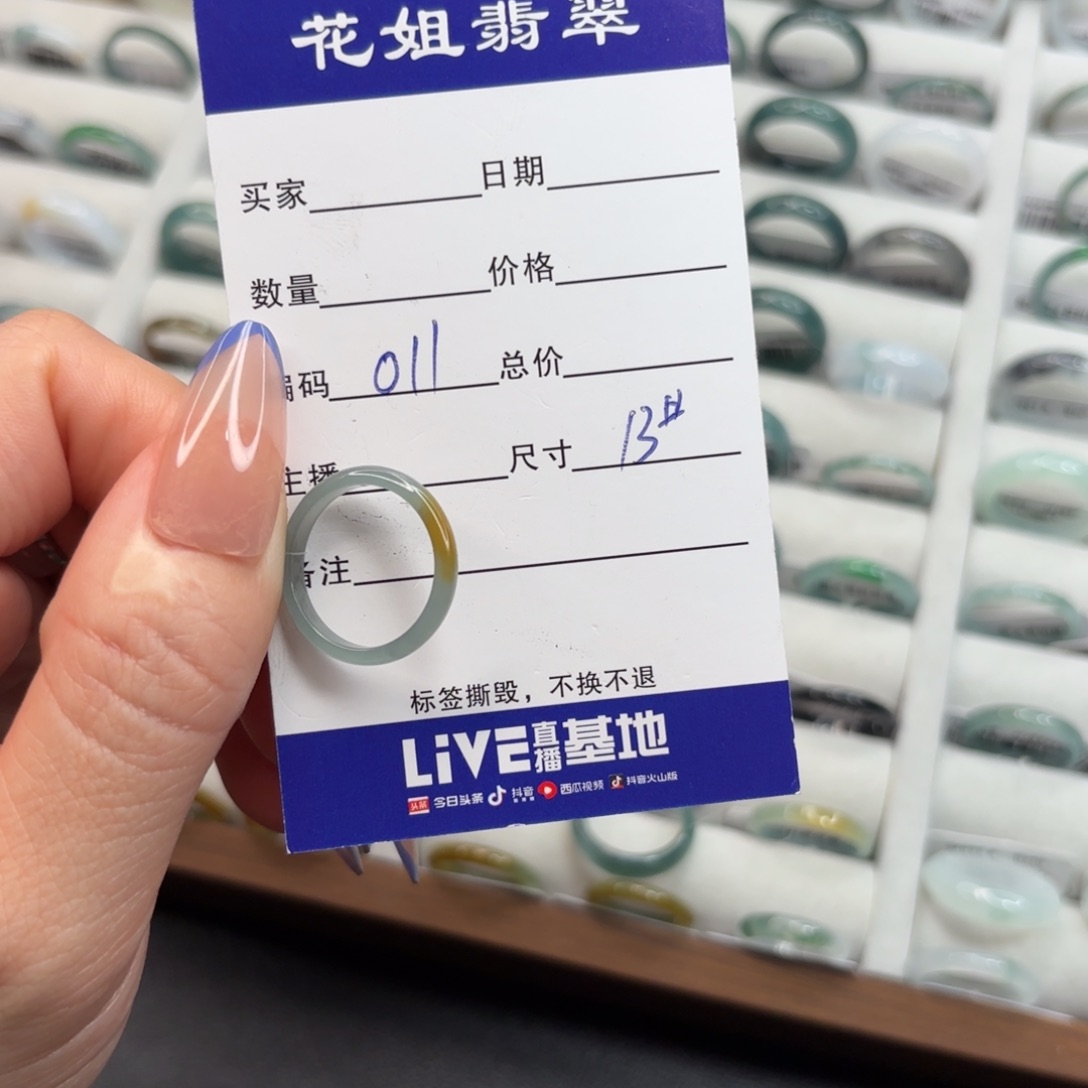 花姐翡翠
买家 日期
数量 价格
编码 011 总价
主播 尺寸 13#
备注
标签撕毁，不换不退
LiVE直播基地
头条 今日头条 抖音 西瓜视频 抖音火山版